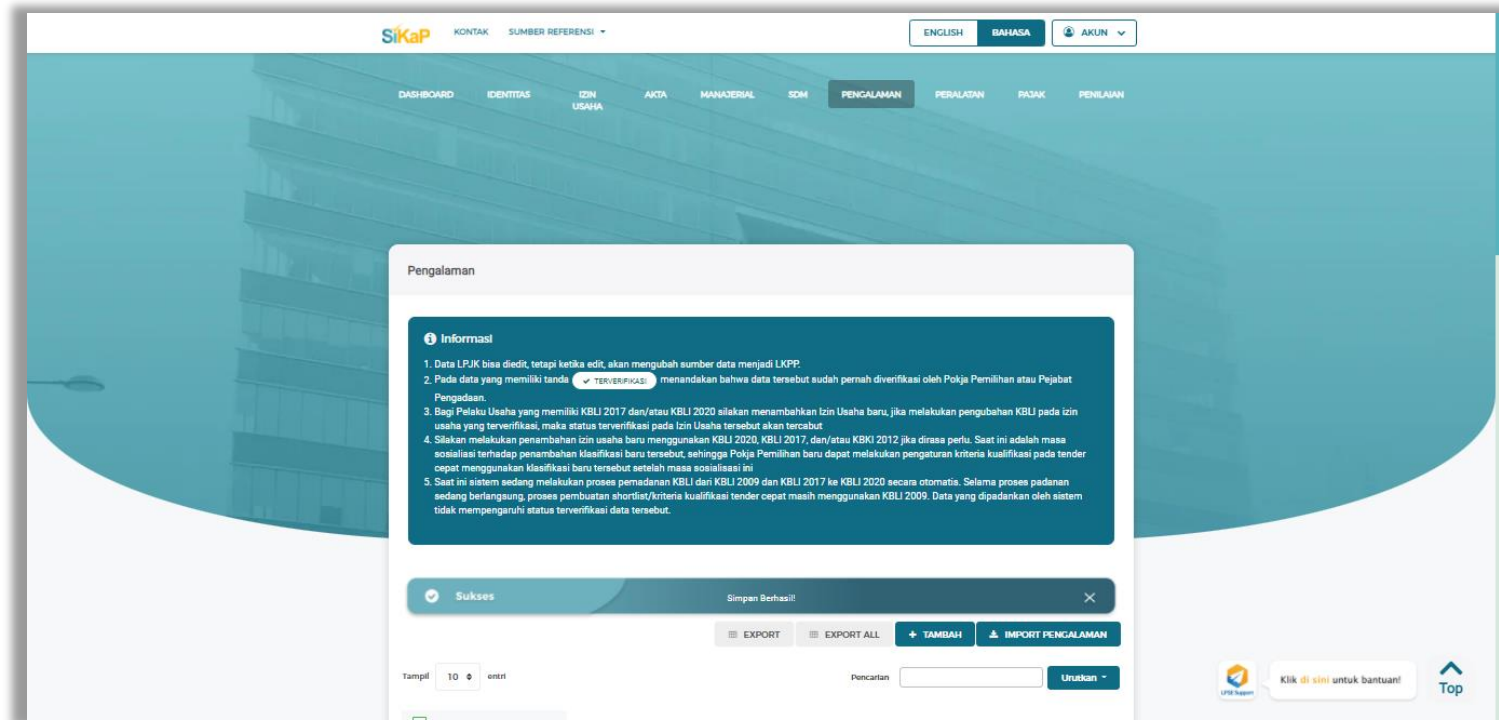 SiKaP KONTAK SUMBER REFERENSI ENGLISH BAHASA AKUN
DASHBOARD IDENTITAS IZIN USAHA AKTA MANAJERIAL SDM PENGALAMAN PERALATAN PAJAK PENILAIAN
Pengalaman
Informasi
1. Data LPJK bisa diedit, tetapi ketika edit, akan mengubah sumber data menjadi LKPP.
2. Pada data yang memiliki tanda TERVERIFIKASI menandakan bahwa data tersebut sudah pernah diverifikasi oleh Pokja Pemilihan atau Pejabat
Pengadaan.
3. Bagi Pelaku Usaha yang memiliki KBLI 2017 dan/atau KBLI 2020 silakan menambahkan Izin Usaha baru, jika melakukan pengubahan KBLI pada izin
usaha yang terverifikasi, maka status terverifikasi pada Izin Usaha tersebut akan tercabut
4. Silakan melakukan penambahan izin usaha baru menggunakan KBLI 2020, KBLI 2017, dan/atau KBKI 2012 jika dirasa perlu. Saat ini adalah masa
sosialiasi terhadap penambahan klasifikasi baru tersebut, sehingga Pokja Pemilihan baru dapat melakukan pengaturan kriteria kualifikasi pada tender
cepat menggunakan klasifikasi baru tersebut setelah masa sosialisasi ini
5. Saat ini sistem sedang melakukan proses pemadanan KBLI dari KBLI 2009 dan KBLI 2017 ke KBLI 2020 secara otomatis. Selama proses padanan
sedang berlangsung, proses pembuatan shortlist/kriteria kualifikasi tender cepat masih menggunakan KBLI 2009. Data yang dipadankan oleh sistem
tidak mempengaruhi status terverifikasi data tersebut.
Sukses Simpan Berhasil!
EXPORT EXPORT ALL + TAMBAH IMPORT PENGALAMAN
Tampil 10 entri Pencarian Urutkan
LPSE Support Klik di sini untuk bantuan! Top